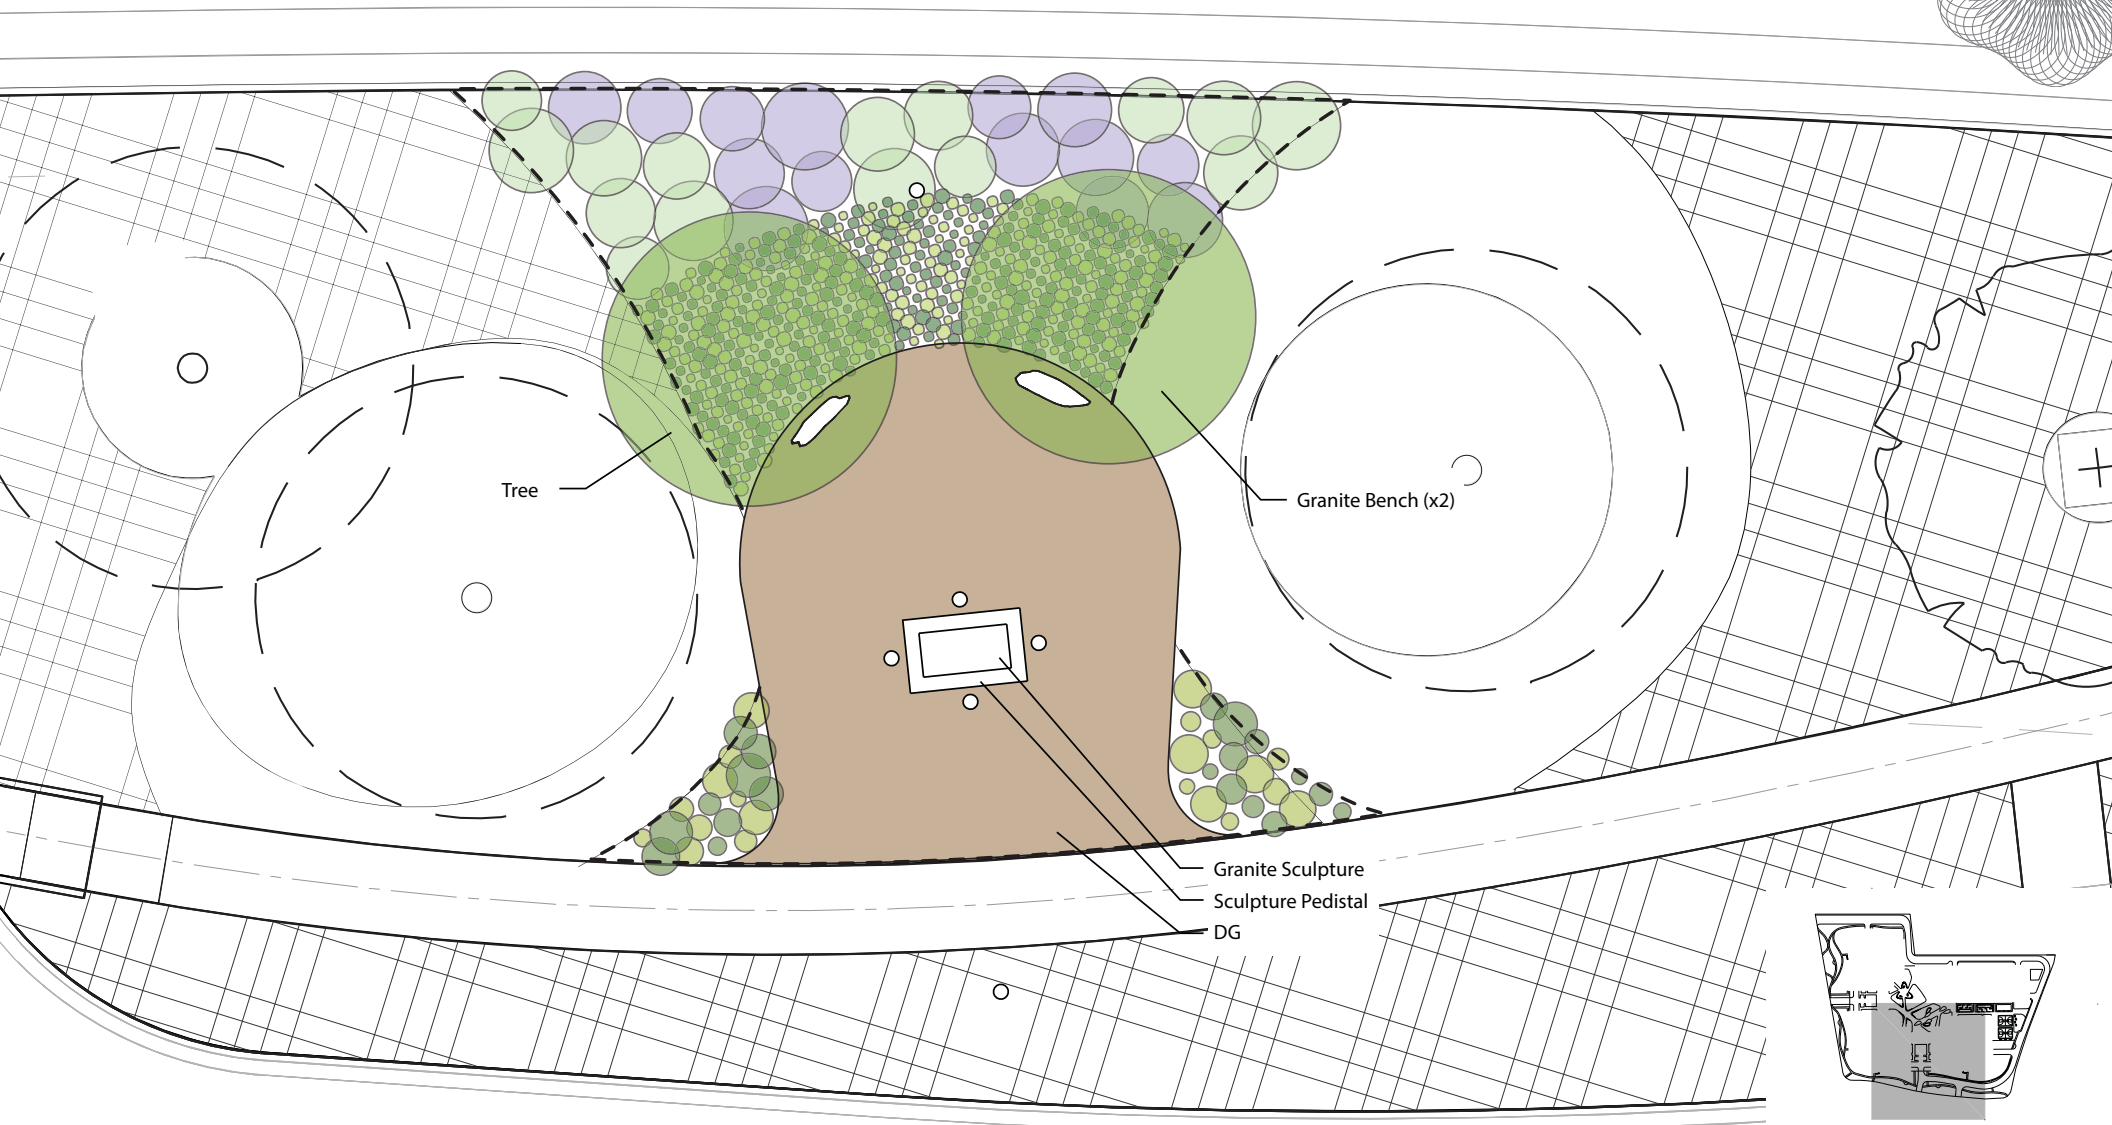 Tree
Granite Bench (x2)
Granite Sculpture
Sculpture Pedistal
DG